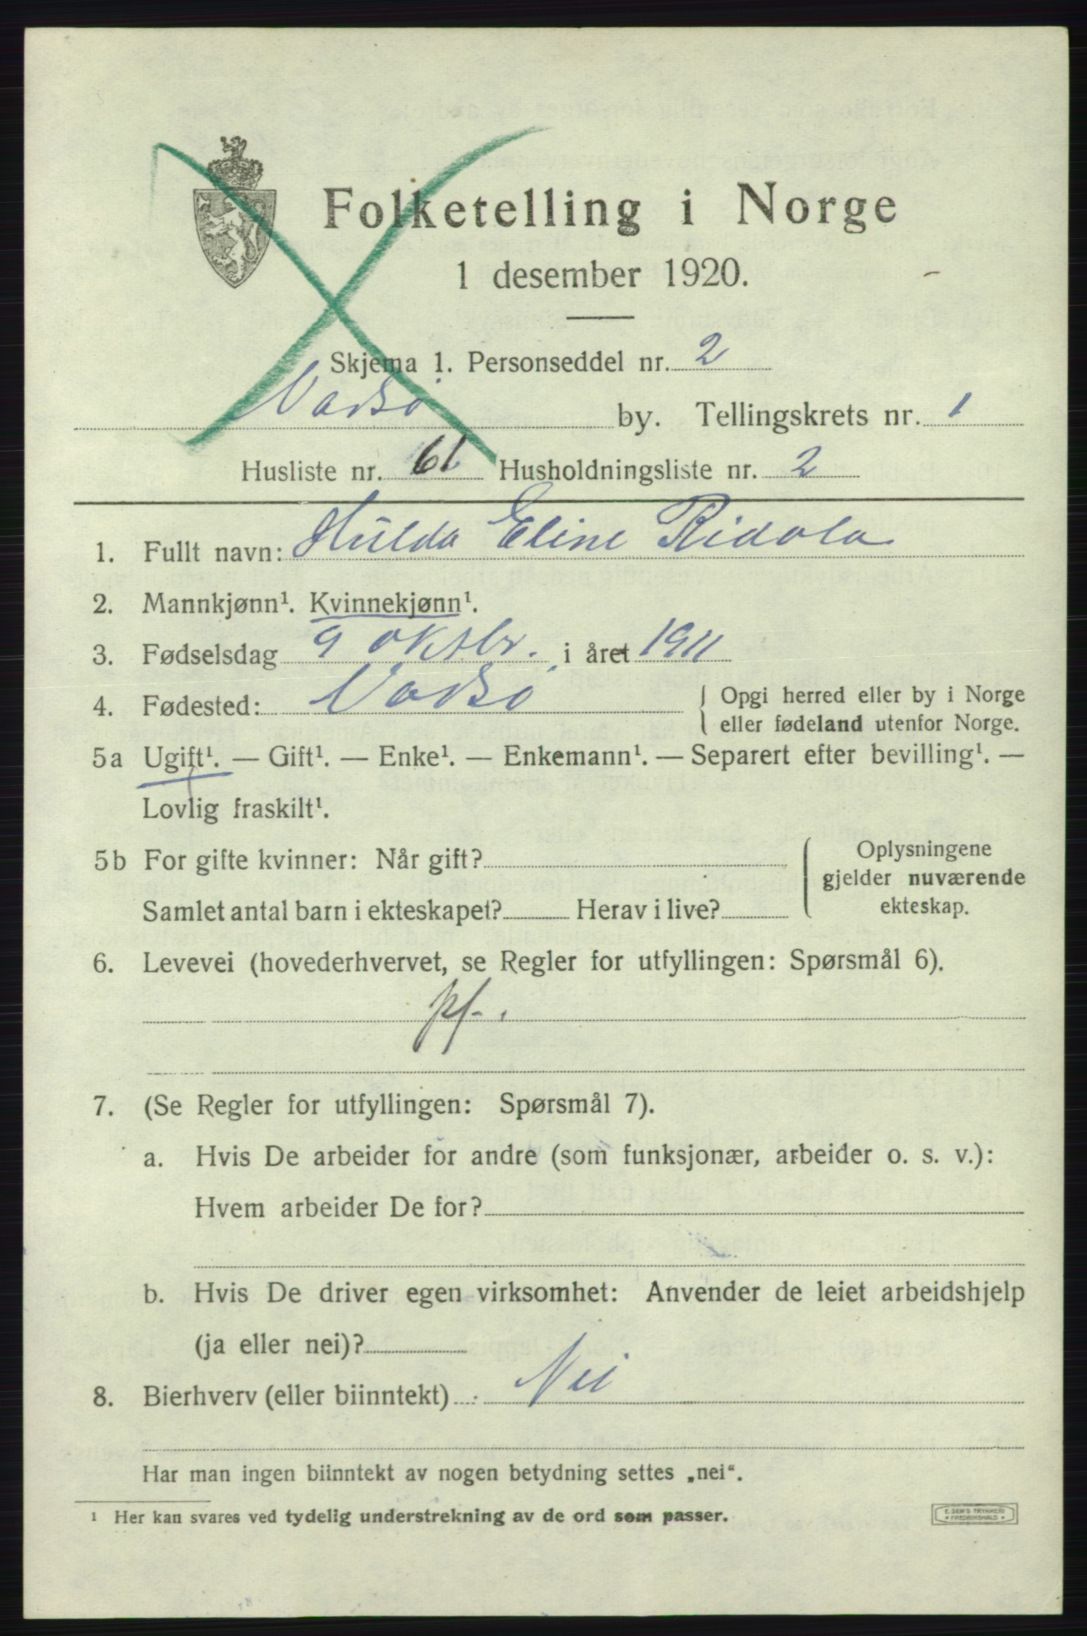 Folketelling i Norge
1 desember 1920.
Skjema 1. Personseddel nr. 2
Vadsø by. Tellingskrets nr. 1
Husliste nr. 61 Husholdningsliste nr. 2
1. Fullt navn: Hulda Eline Ridola
2. Mannkjønn¹. Kvinnekjønn¹.
3. Fødselsdag 9 oktbr. i året 1911
4. Fødested: Vadsø { Opgi herred eller by i Norge
eller fødeland utenfor Norge.
5a Ugift¹. — Gift¹. — Enke¹. — Enkemann¹. — Separert efter bevilling¹. —
Lovlig fraskilt¹.
5b For gifte kvinner: Når gift?
Samlet antal barn i ekteskapet? Herav i live?
Oplysningene
gjelder nuværende
ekteskap.
6. Levevei (hovederhvervet, se Regler for utfyllingen: Spørsmål 6).
pf.
7. (Se Regler for utfyllingen: Spørsmål 7).
a. Hvis De arbeider for andre (som funksjonær, arbeider o. s. v.):
Hvem arbeider De for?
b. Hvis De driver egen virksomhet: Anvender de leiet arbeidshjelp
(ja eller nei)?
8. Bierhverv (eller biinntekt) Nei
Har man ingen biinntekt av nogen betydning settes „nei“.
¹ Her kan svares ved tydelig understrekning av de ord som passer.